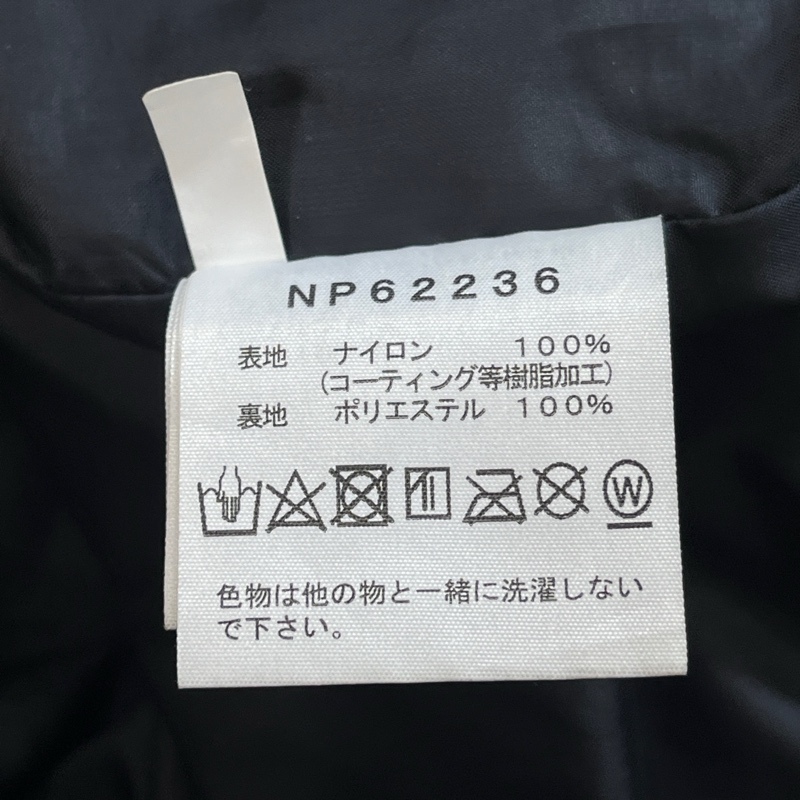 NP62236
表地 ナイロン 100%
(コーティング等樹脂加工)
裏地 ポリエステル 100%
W
色物は他の物と一緒に洗濯しない
で下さい。